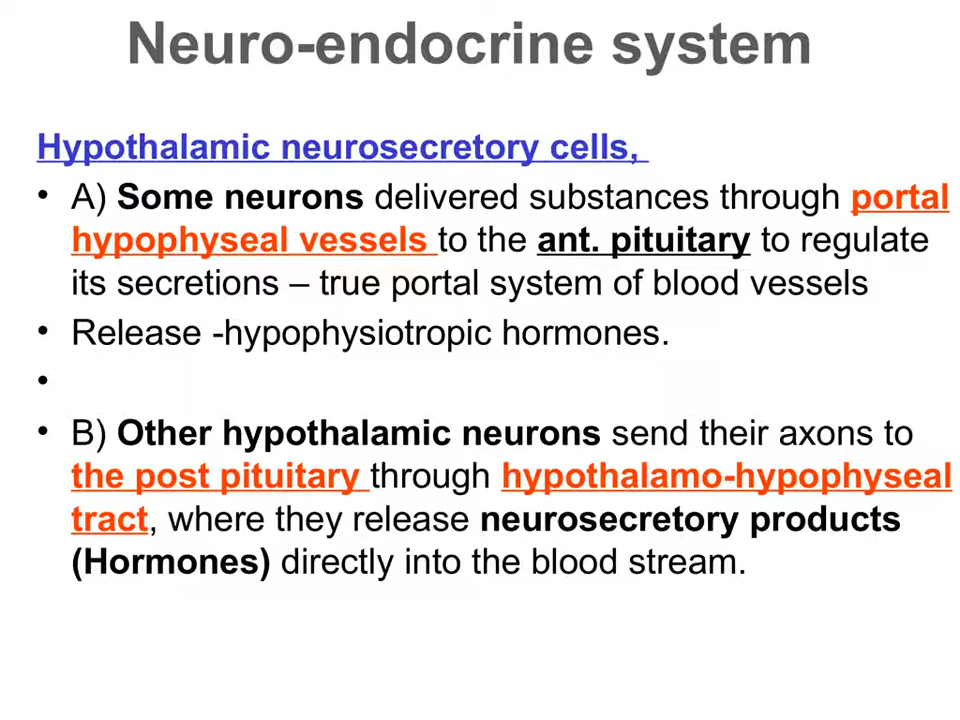 Neuro-endocrine system
Hypothalamic neurosecretory cells,
• A) Some neurons delivered substances through portal
hypophyseal vessels to the ant. pituitary to regulate
its secretions – true portal system of blood vessels
• Release -hypophysiotropic hormones.
•
• B) Other hypothalamic neurons send their axons to
the post pituitary through hypothalamo-hypophyseal
tract, where they release neurosecretory products
(Hormones) directly into the blood stream.